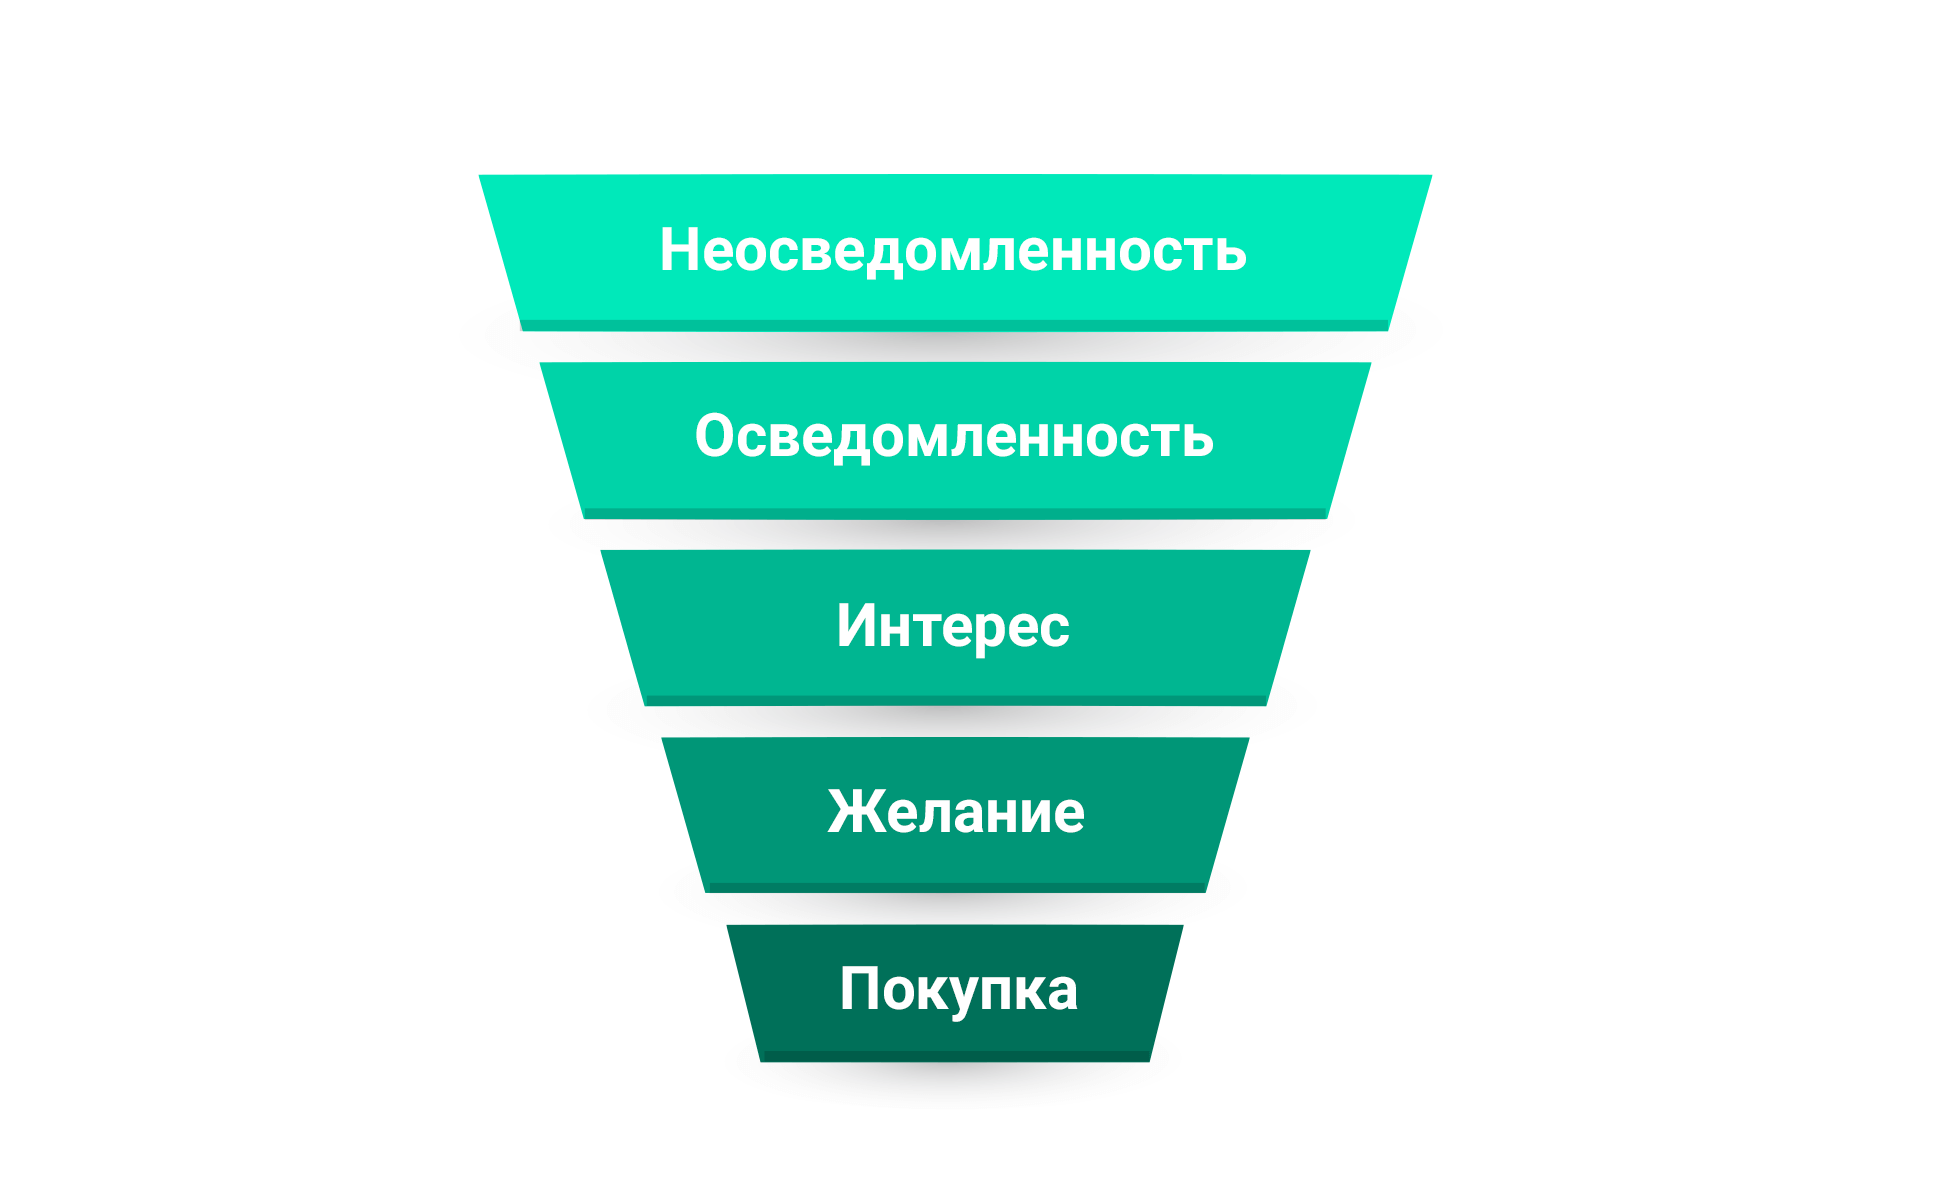 Неосведомленность
Осведомленность
Интерес
Желание
Покупка